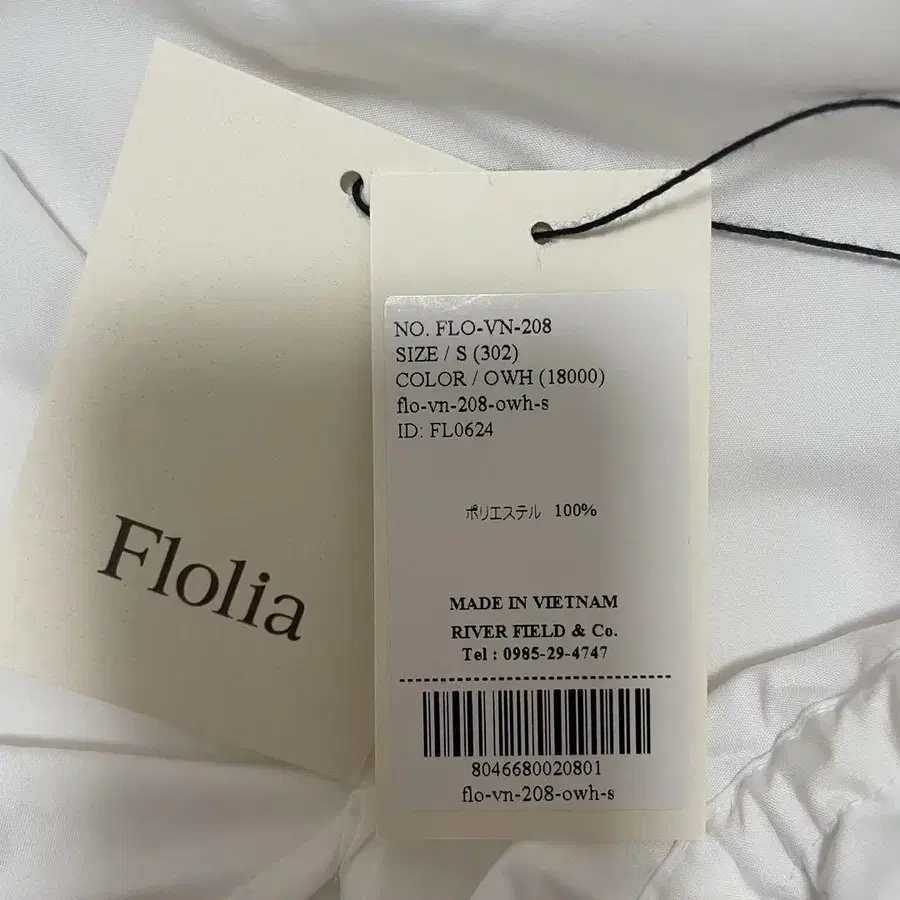 Flolia
NO. FLO-VN-208
SIZE / S (302)
COLOR / OWH (18000)
flo-vn-208-owh-s
ID: FL0624
ポリエステル 100%
MADE IN VIETNAM
RIVER FIELD & Co.
Tel : 0985-29-4747
8046680020801
flo-vn-208-owh-s